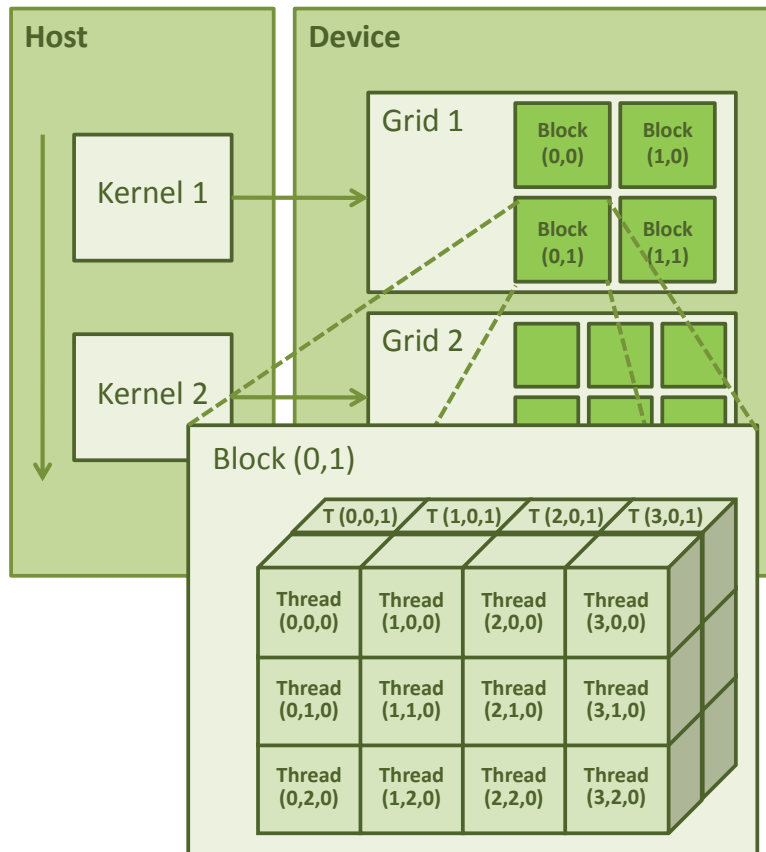 Host
Device
Grid 1
Block
(0,0)
Block
(1,0)
Kernel 1
Block
(0,1)
Block
(1,1)
Grid 2
Kernel 2
Block (0,1)
T (0,0,1)
T (1,0,1)
T (2,0,1)
T (3,0,1)
Thread
(0,0,0)
Thread
(1,0,0)
Thread
(2,0,0)
Thread
(3,0,0)
Thread
(0,1,0)
Thread
(1,1,0)
Thread
(2,1,0)
Thread
(3,1,0)
Thread
(0,2,0)
Thread
(1,2,0)
Thread
(2,2,0)
Thread
(3,2,0)